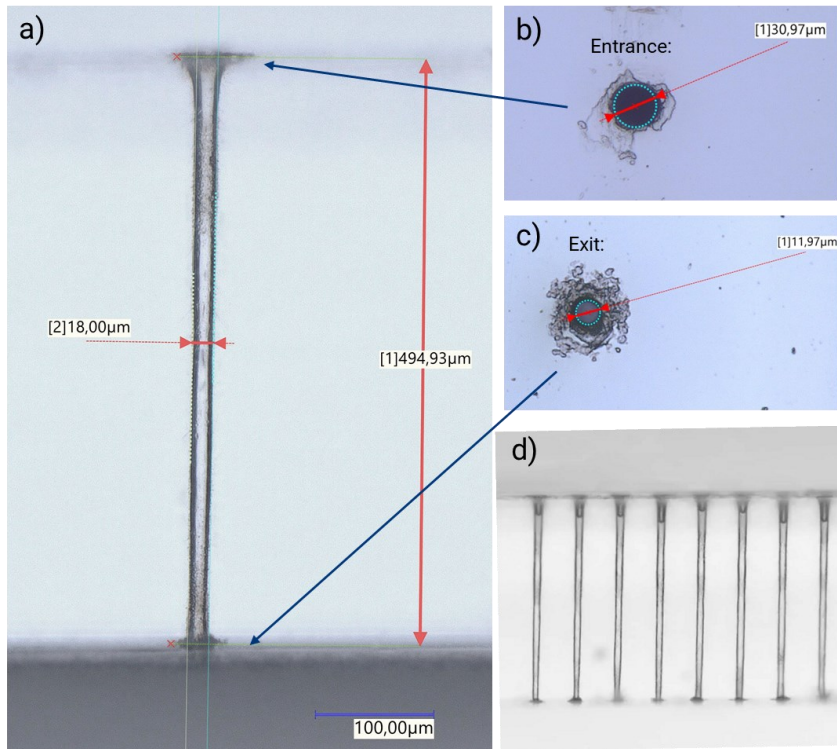 a)
[2]18,00µm
[1]494,93µm
100,00µm
b)
Entrance:
[1]30,97µm
c)
Exit:
[1]11,97µm
d)